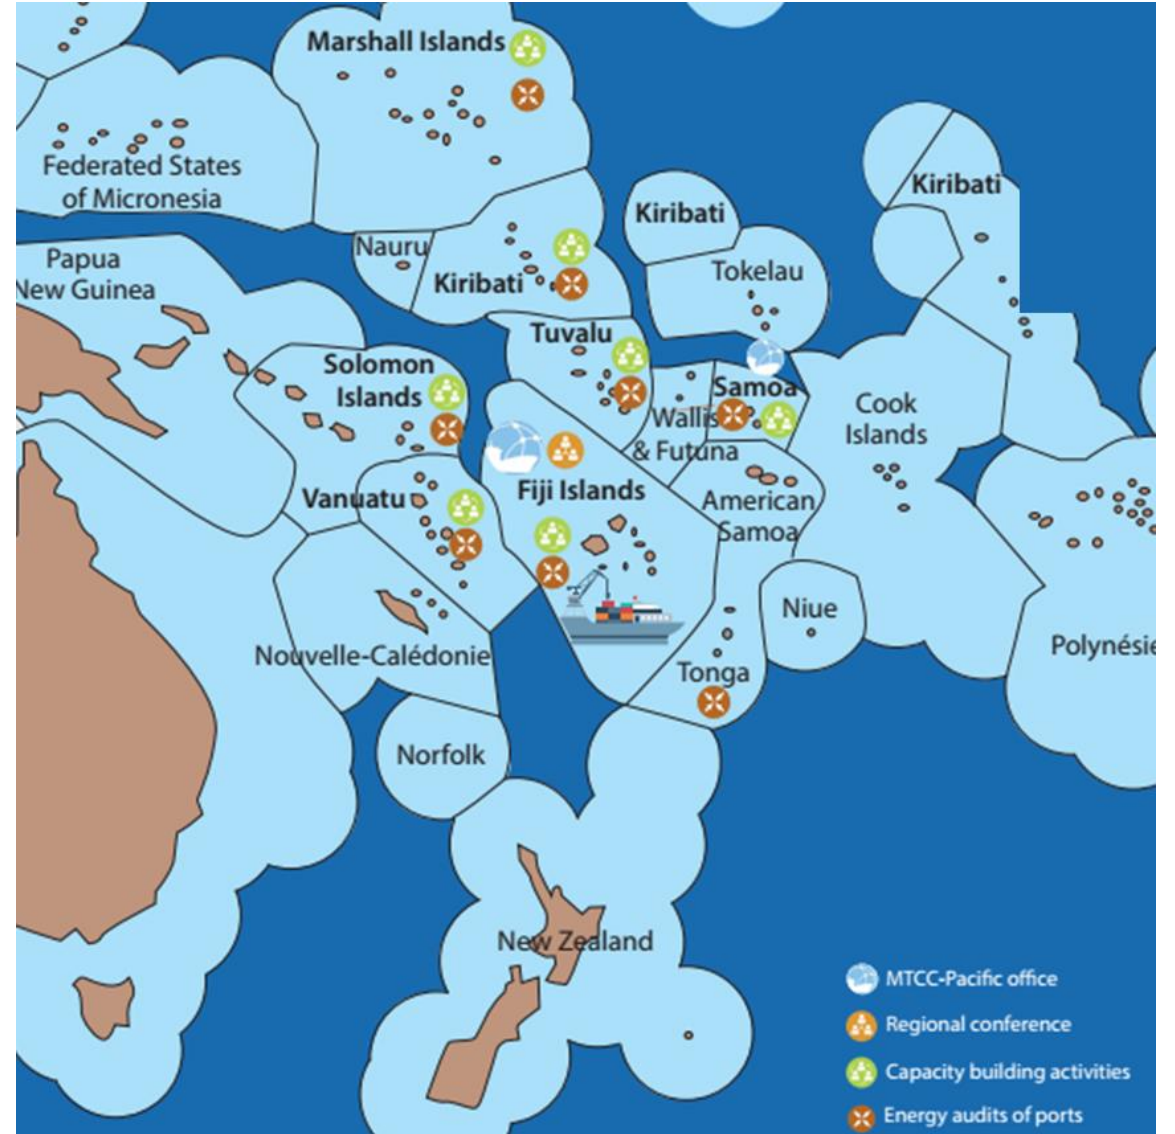 Marshall Islands
Federated States
of Micronesia
Kiribati
Kiribati
Nauru
Papua
New Guinea
Tokelau
Kiribati
Tuvalu
Solomon
Islands
Samoa
Wallis
& Futuna
Cook
Islands
Vanuatu
Fiji Islands
American
Samoa
Niue
Nouvelle-Calédonie
Polynésie
Tonga
Norfolk
New Zealand
MTCC-Pacific office
Regional conference
Capacity building activities
Energy audits of ports